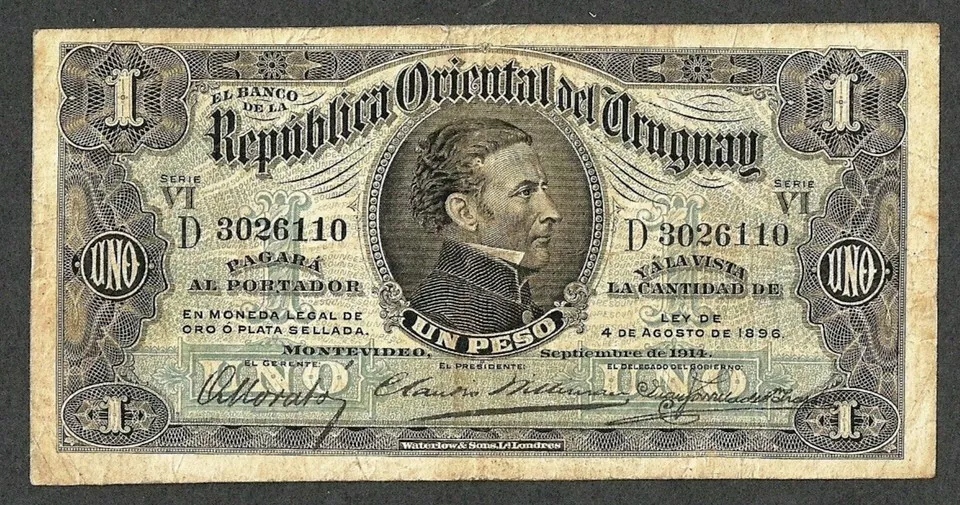 1
1
EL BANCO
DE LA
Republica Oriental del Uruguay
SERIE
VI
SERIE
VI
D 3026110
D 3026110
UNO
UNO
PAGARÁ
AL PORTADOR
Y Á LA VISTA
LA CANTIDAD DE
EN MONEDA LEGAL DE
ORO Ó PLATA SELLADA.
LEY DE
4 DE AGOSTO DE 1896.
UN PESO
MONTEVIDEO, Septiembre de 1914.
EL GERENTE:
EL PRESIDENTE:
EL DELEGADO DEL GOBIERNO:
UNO
UNO
1
1
Waterlow & Sons, Ld Londres